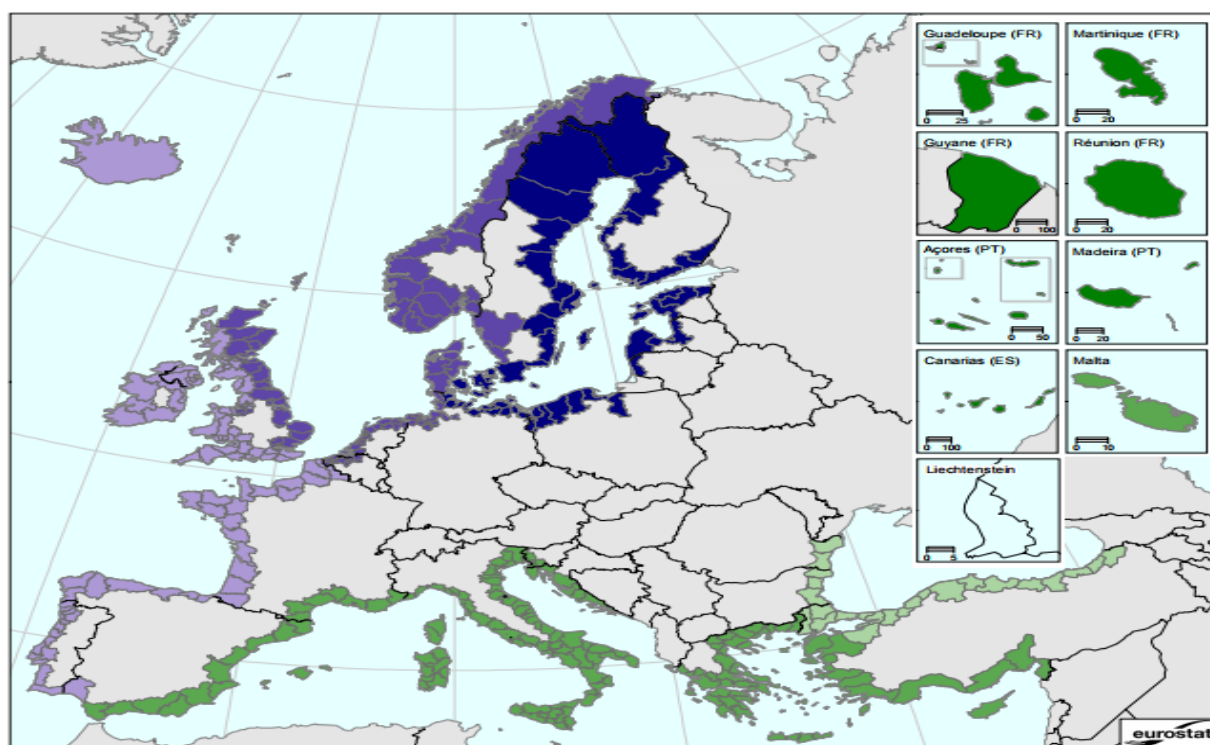 Guadeloupe (FR)
0 25
Martinique (FR)
0 20
Guyane (FR)
0 100
Réunion (FR)
0 20
Açores (PT)
0 50
Madeira (PT)
0 20
Canarias (ES)
0 100
Malta
0 10
Liechtenstein
0 5
eurostat